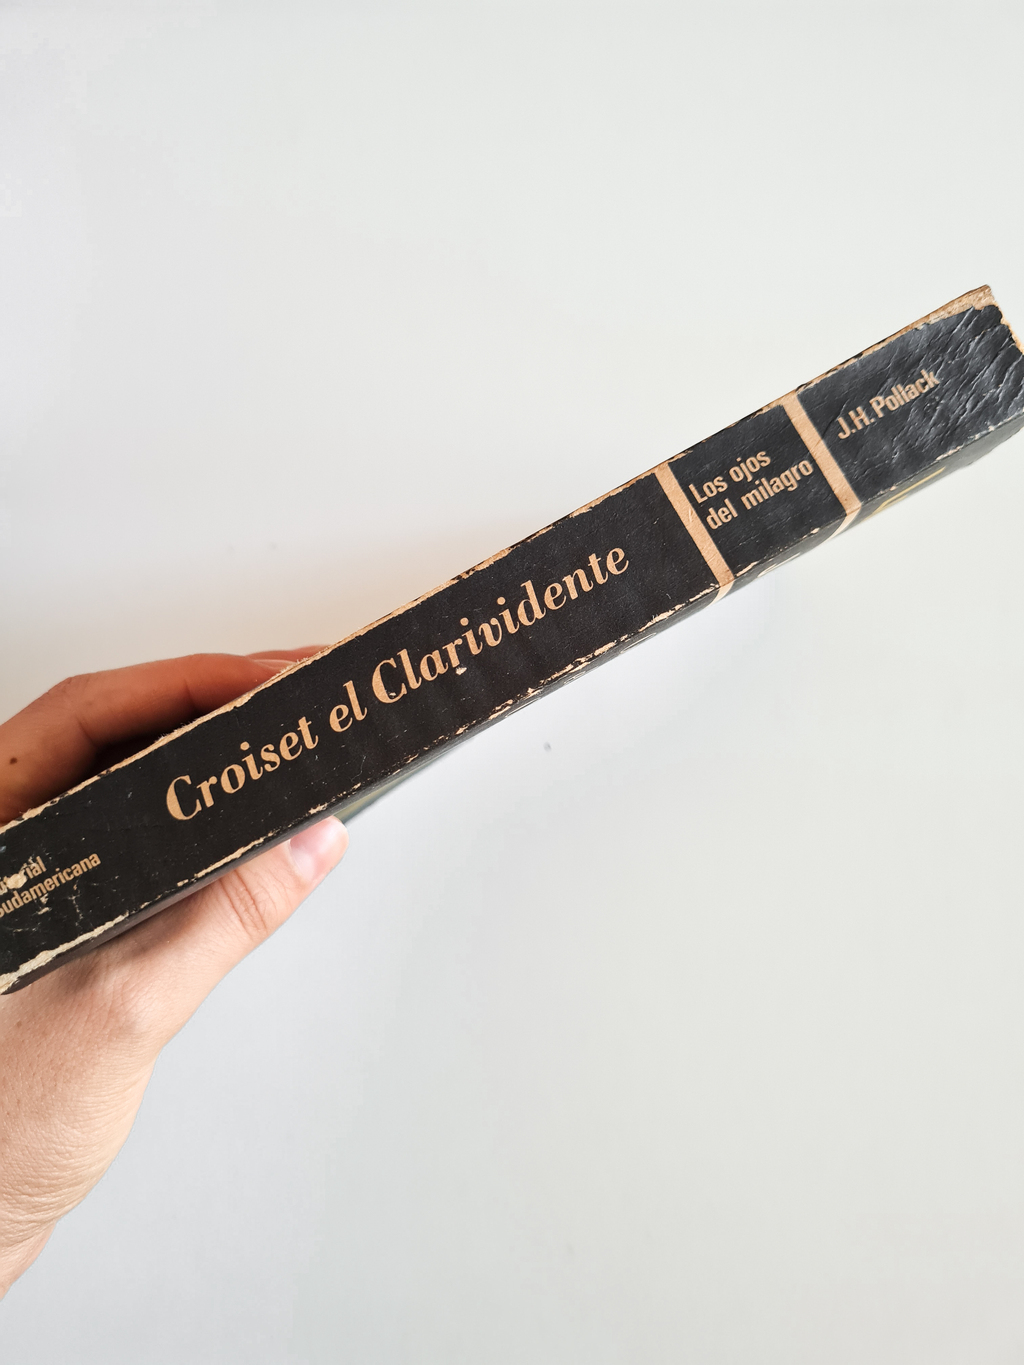 J.H. Pollack
Los ojos
del milagro
Croiset el Clarividente
Sudamericana